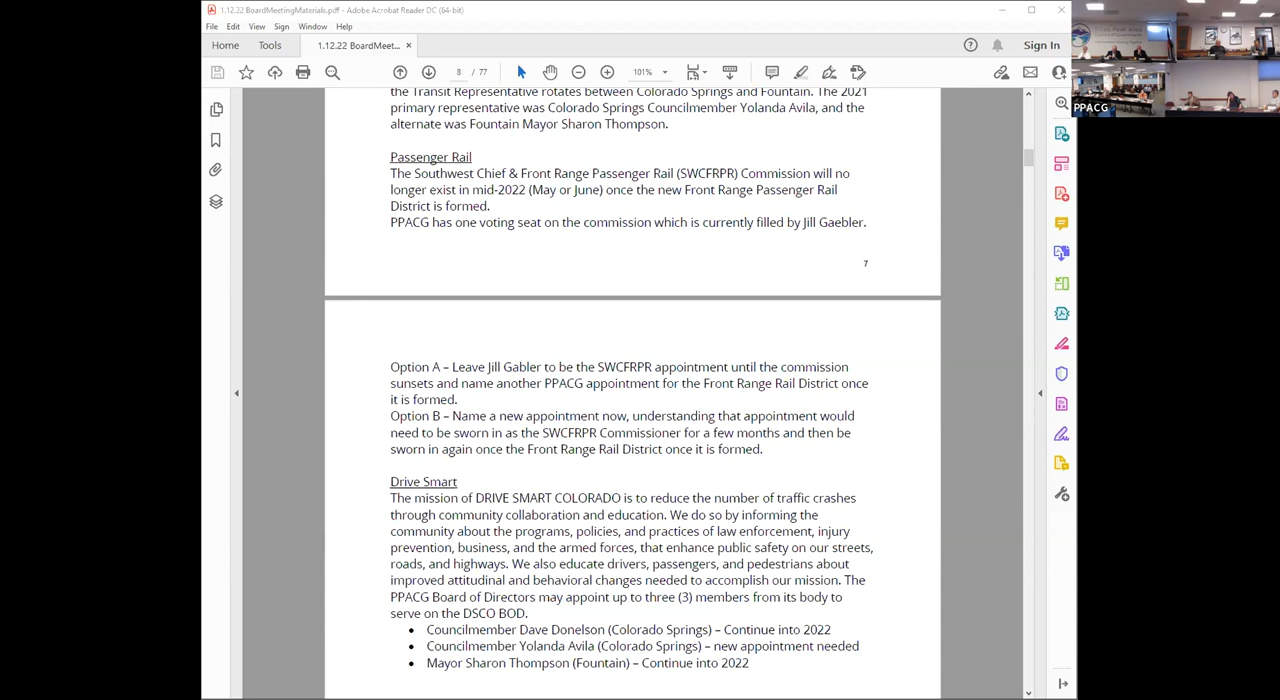 1.12.22 BoardMeetingMaterials.pdf - Adobe Acrobat Reader DC (64-bit)
File Edit View Sign Window Help
Home Tools 1.12.22 BoardMeet... × Sign In
8 / 77 101%
the Transit Representative rotates between Colorado Springs and Fountain. The 2021
primary representative was Colorado Springs Councilmember Yolanda Avila, and the
alternate was Fountain Mayor Sharon Thompson.
Passenger Rail
The Southwest Chief & Front Range Passenger Rail (SWCFRPR) Commission will no
longer exist in mid-2022 (May or June) once the new Front Range Passenger Rail
District is formed.
PPACG has one voting seat on the commission which is currently filled by Jill Gaebler.
7
Option A – Leave Jill Gabler to be the SWCFRPR appointment until the commission
sunsets and name another PPACG appointment for the Front Range Rail District once
it is formed.
Option B – Name a new appointment now, understanding that appointment would
need to be sworn in as the SWCFRPR Commissioner for a few months and then be
sworn in again once the Front Range Rail District once it is formed.
Drive Smart
The mission of DRIVE SMART COLORADO is to reduce the number of traffic crashes
through community collaboration and education. We do so by informing the
community about the programs, policies, and practices of law enforcement, injury
prevention, business, and the armed forces, that enhance public safety on our streets,
roads, and highways. We also educate drivers, passengers, and pedestrians about
improved attitudinal and behavioral changes needed to accomplish our mission. The
PPACG Board of Directors may appoint up to three (3) members from its body to
serve on the DSCO BOD.
• Councilmember Dave Donelson (Colorado Springs) – Continue into 2022
• Councilmember Yolanda Avila (Colorado Springs) – new appointment needed
• Mayor Sharon Thompson (Fountain) – Continue into 2022
PPACG